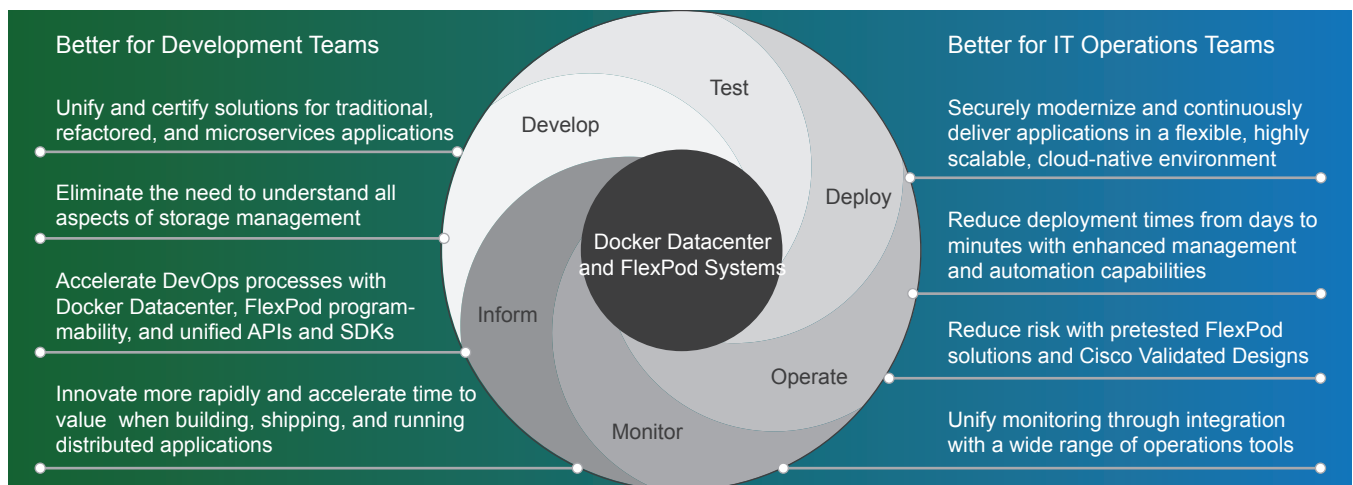 Better for Development Teams
Unify and certify solutions for traditional,
refactored, and microservices applications
Eliminate the need to understand all
aspects of storage management
Accelerate DevOps processes with
Docker Datacenter, FlexPod program-
mability, and unified APIs and SDKs
Innovate more rapidly and accelerate time to
value when building, shipping, and running
distributed applications
Test
Develop
Deploy
Docker Datacenter
and FlexPod Systems
Inform
Operate
Monitor
Better for IT Operations Teams
Securely modernize and continuously
deliver applications in a flexible, highly
scalable, cloud-native environment
Reduce deployment times from days to
minutes with enhanced management
and automation capabilities
Reduce risk with pretested FlexPod
solutions and Cisco Validated Designs
Unify monitoring through integration
with a wide range of operations tools